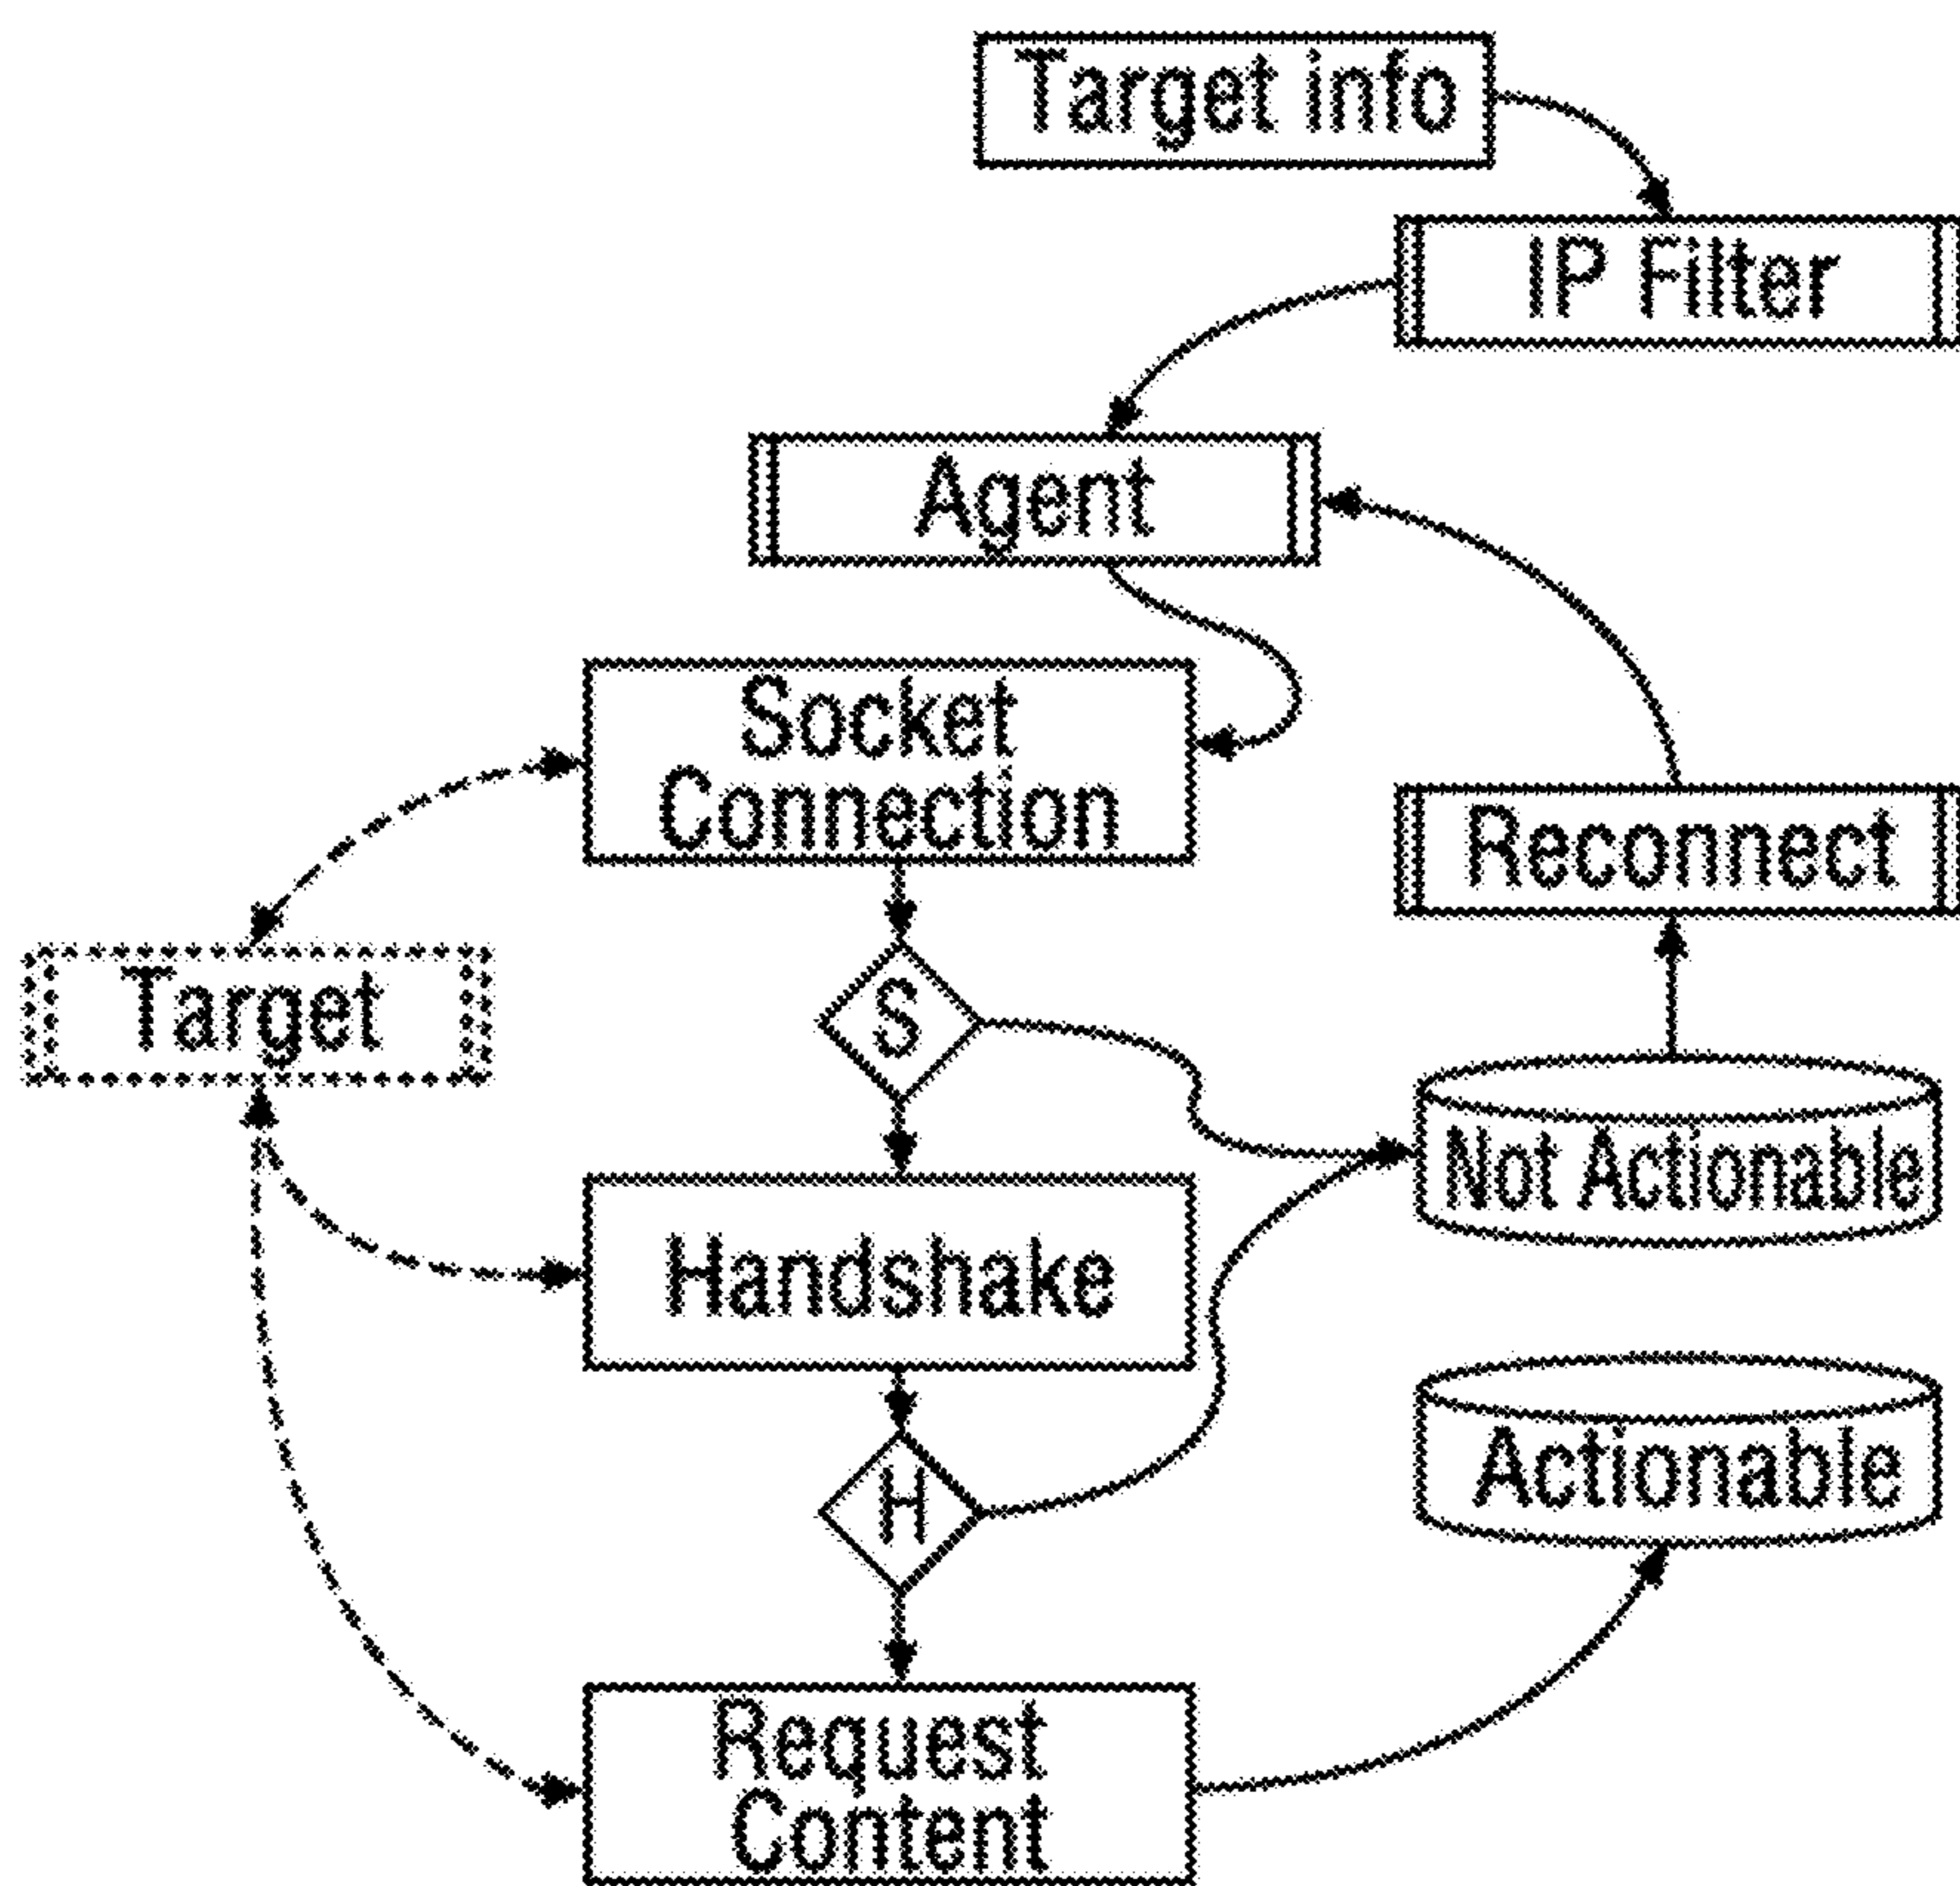 Target info
IP Filter
Agent
Socket
Connection
Reconnect
Target
S
Not Actionable
Handshake
Actionable
H
Request
Content